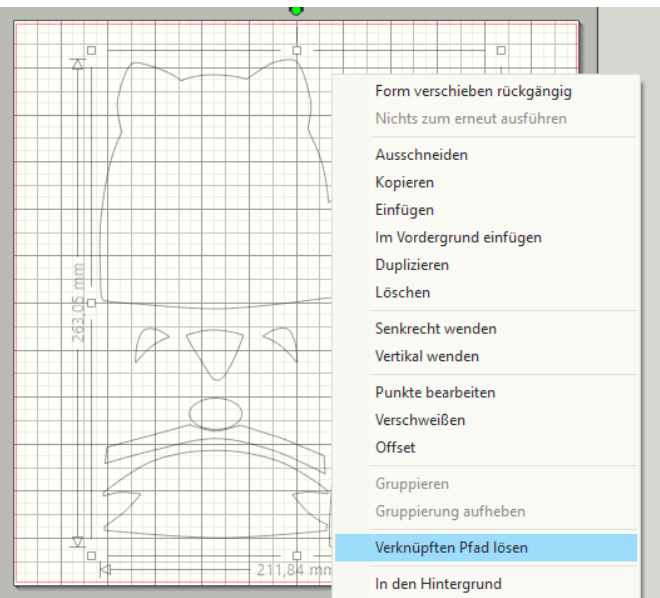 Form verschieben rückgängig
Nichts zum erneut ausführen
Ausschneiden
Kopieren
Einfügen
Im Vordergrund einfügen
Duplizieren
Löschen
263,05 mm
Senkrecht wenden
Vertikal wenden
Punkte bearbeiten
Verschweißen
Offset
Gruppieren
Gruppierung aufheben
Verknüpften Pfad lösen
211,84 mm
In den Hintergrund